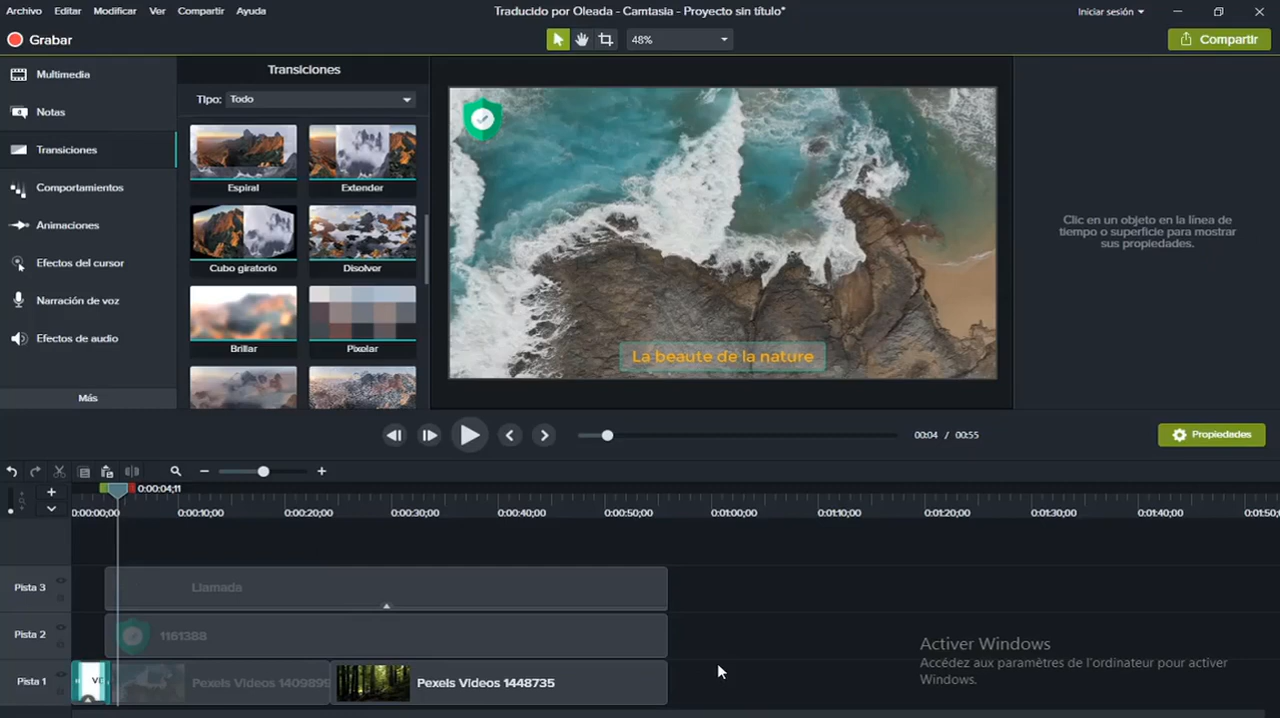 Archivo Editar Modificar Ver Compartir Ayuda
Traducido por Oleada - Camtasia - Proyecto sin título*
Iniciar sesión
Grabar
48%
Compartir
Multimedia
Notas
Transiciones
Comportamientos
Animaciones
Efectos del cursor
Narración de voz
Efectos de audio
Más
Transiciones
Tipo: Todo
Espiral Extender
Cubo giratorio Disolver
Brillar Pixelar
La beaute de la nature
Clic en un objeto en la línea de
tiempo o superficie para mostrar
sus propiedades.
00:04 / 00:55
Propiedades
0:00:04;11
0:00:00;00 0:00:10;00 0:00:20;00 0:00:30;00 0:00:40;00 0:00:50;00 0:01:00;00 0:01:10;00 0:01:20;00 0:01:30;00 0:01:40;00 0:01:50;0
Pista 3 Llamada
Pista 2 1161388
Pista 1 Pexels Videos 1409899 Pexels Videos 1448735
Activer Windows
Accédez aux paramètres de l'ordinateur pour activer
Windows.